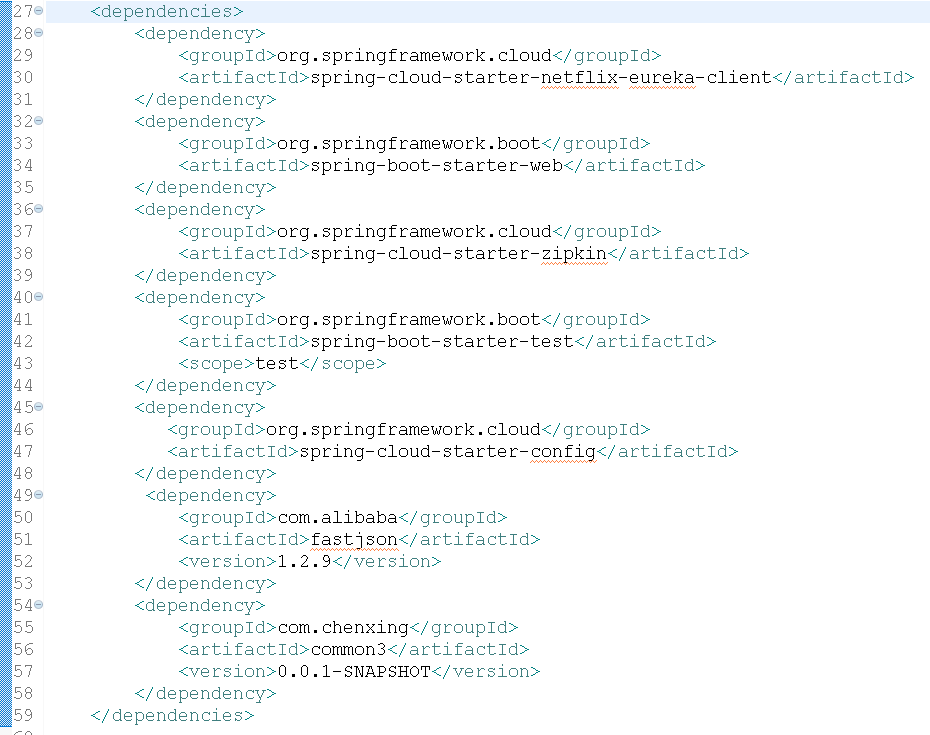 27 <dependencies>
28 <dependency>
29 <groupId>org.springframework.cloud</groupId>
30 <artifactId>spring-cloud-starter-netflix-eureka-client</artifactId>
31 </dependency>
32 <dependency>
33 <groupId>org.springframework.boot</groupId>
34 <artifactId>spring-boot-starter-web</artifactId>
35 </dependency>
36 <dependency>
37 <groupId>org.springframework.cloud</groupId>
38 <artifactId>spring-cloud-starter-zipkin</artifactId>
39 </dependency>
40 <dependency>
41 <groupId>org.springframework.boot</groupId>
42 <artifactId>spring-boot-starter-test</artifactId>
43 <scope>test</scope>
44 </dependency>
45 <dependency>
46 <groupId>org.springframework.cloud</groupId>
47 <artifactId>spring-cloud-starter-config</artifactId>
48 </dependency>
49 <dependency>
50 <groupId>com.alibaba</groupId>
51 <artifactId>fastjson</artifactId>
52 <version>1.2.9</version>
53 </dependency>
54 <dependency>
55 <groupId>com.chenxing</groupId>
56 <artifactId>common3</artifactId>
57 <version>0.0.1-SNAPSHOT</version>
58 </dependency>
59 </dependencies>